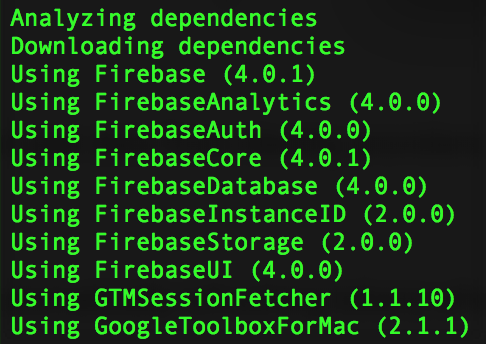 Analyzing dependencies
Downloading dependencies
Using Firebase (4.0.1)
Using FirebaseAnalytics (4.0.0)
Using FirebaseAuth (4.0.0)
Using FirebaseCore (4.0.1)
Using FirebaseDatabase (4.0.0)
Using FirebaseInstanceID (2.0.0)
Using FirebaseStorage (2.0.0)
Using FirebaseUI (4.0.0)
Using GTMSessionFetcher (1.1.10)
Using GoogleToolboxForMac (2.1.1)